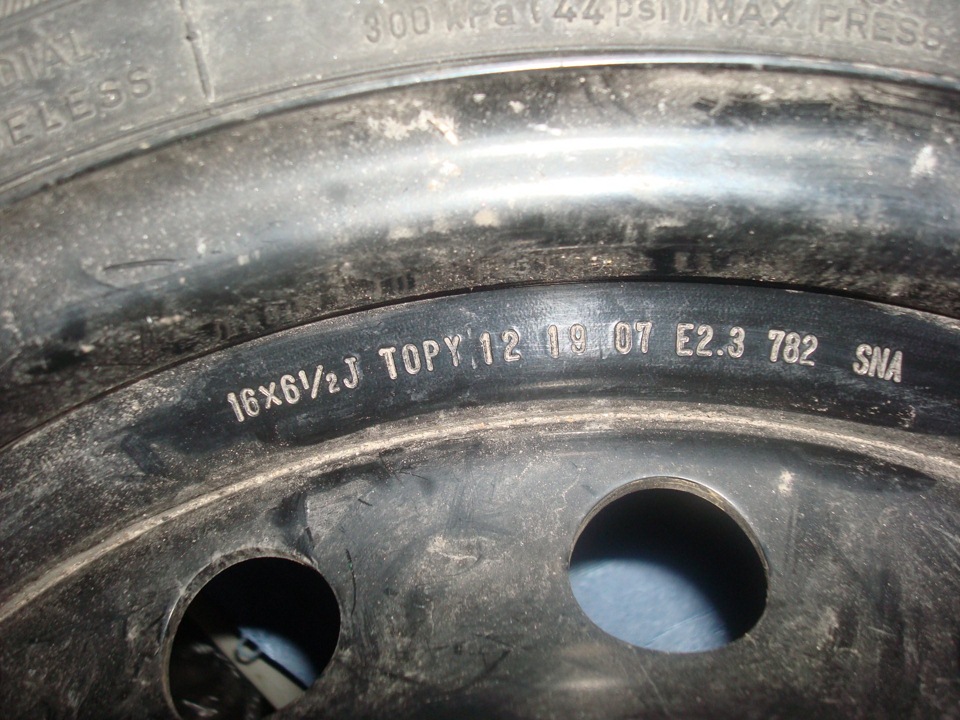 300 kPa (44 psi) MAX. PRESS
DIAL
ELESS
16X6½J TOPY 12 19 07 E2.3 782 SNA